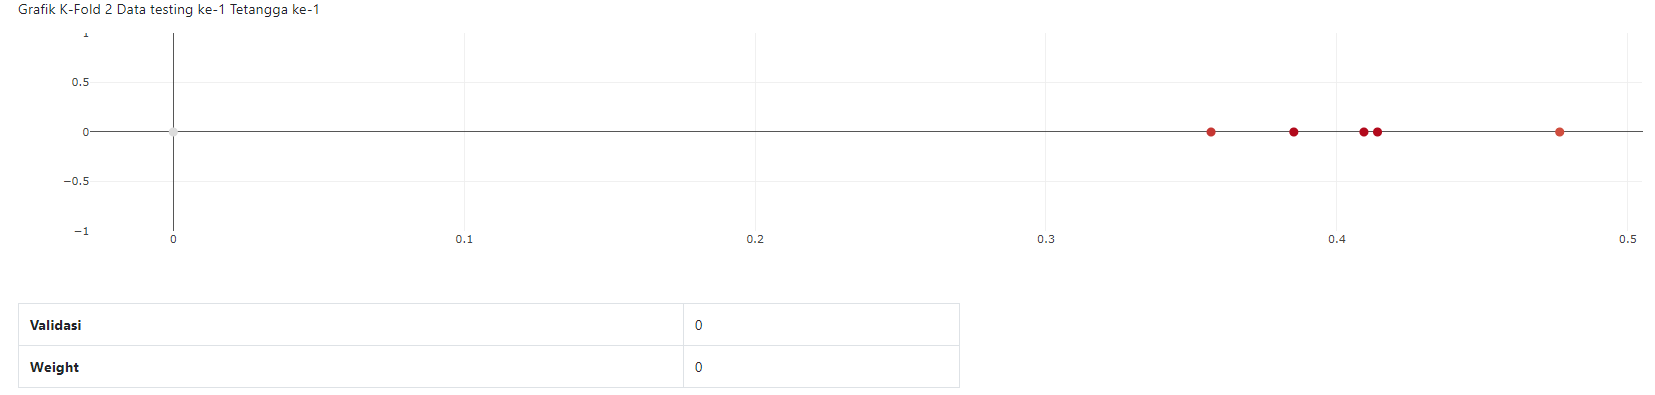 Grafik K-Fold 2 Data testing ke-1 Tetangga ke-1
1
0.5
0
−0.5
−1
0 0.1 0.2 0.3 0.4 0.5
Validasi 0
Weight 0